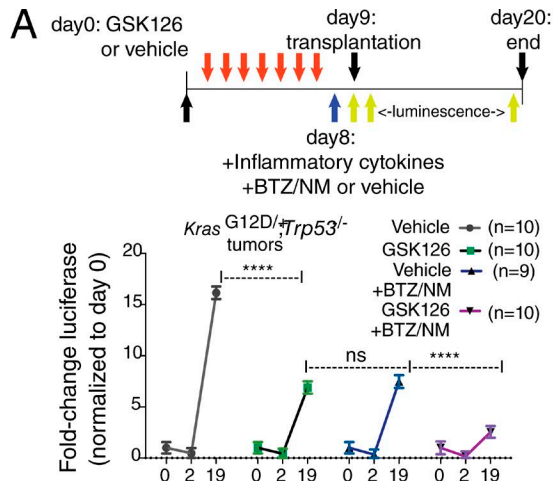 A
day0: GSK126
or vehicle
day9:
transplantation
day20:
end
<-luminescence->
day8:
+Inflammatory cytokines
+BTZ/NM or vehicle
Kras G12D/+;Trp53-/-
tumors
Vehicle (n=10)
GSK126 (n=10)
Vehicle (n=9)
+BTZ/NM
GSK126 (n=10)
+BTZ/NM
Fold-change luciferase
(normalized to day 0)
20
15
10
5
0
****
ns
****
0 2 19 0 2 19 0 2 19 0 2 19